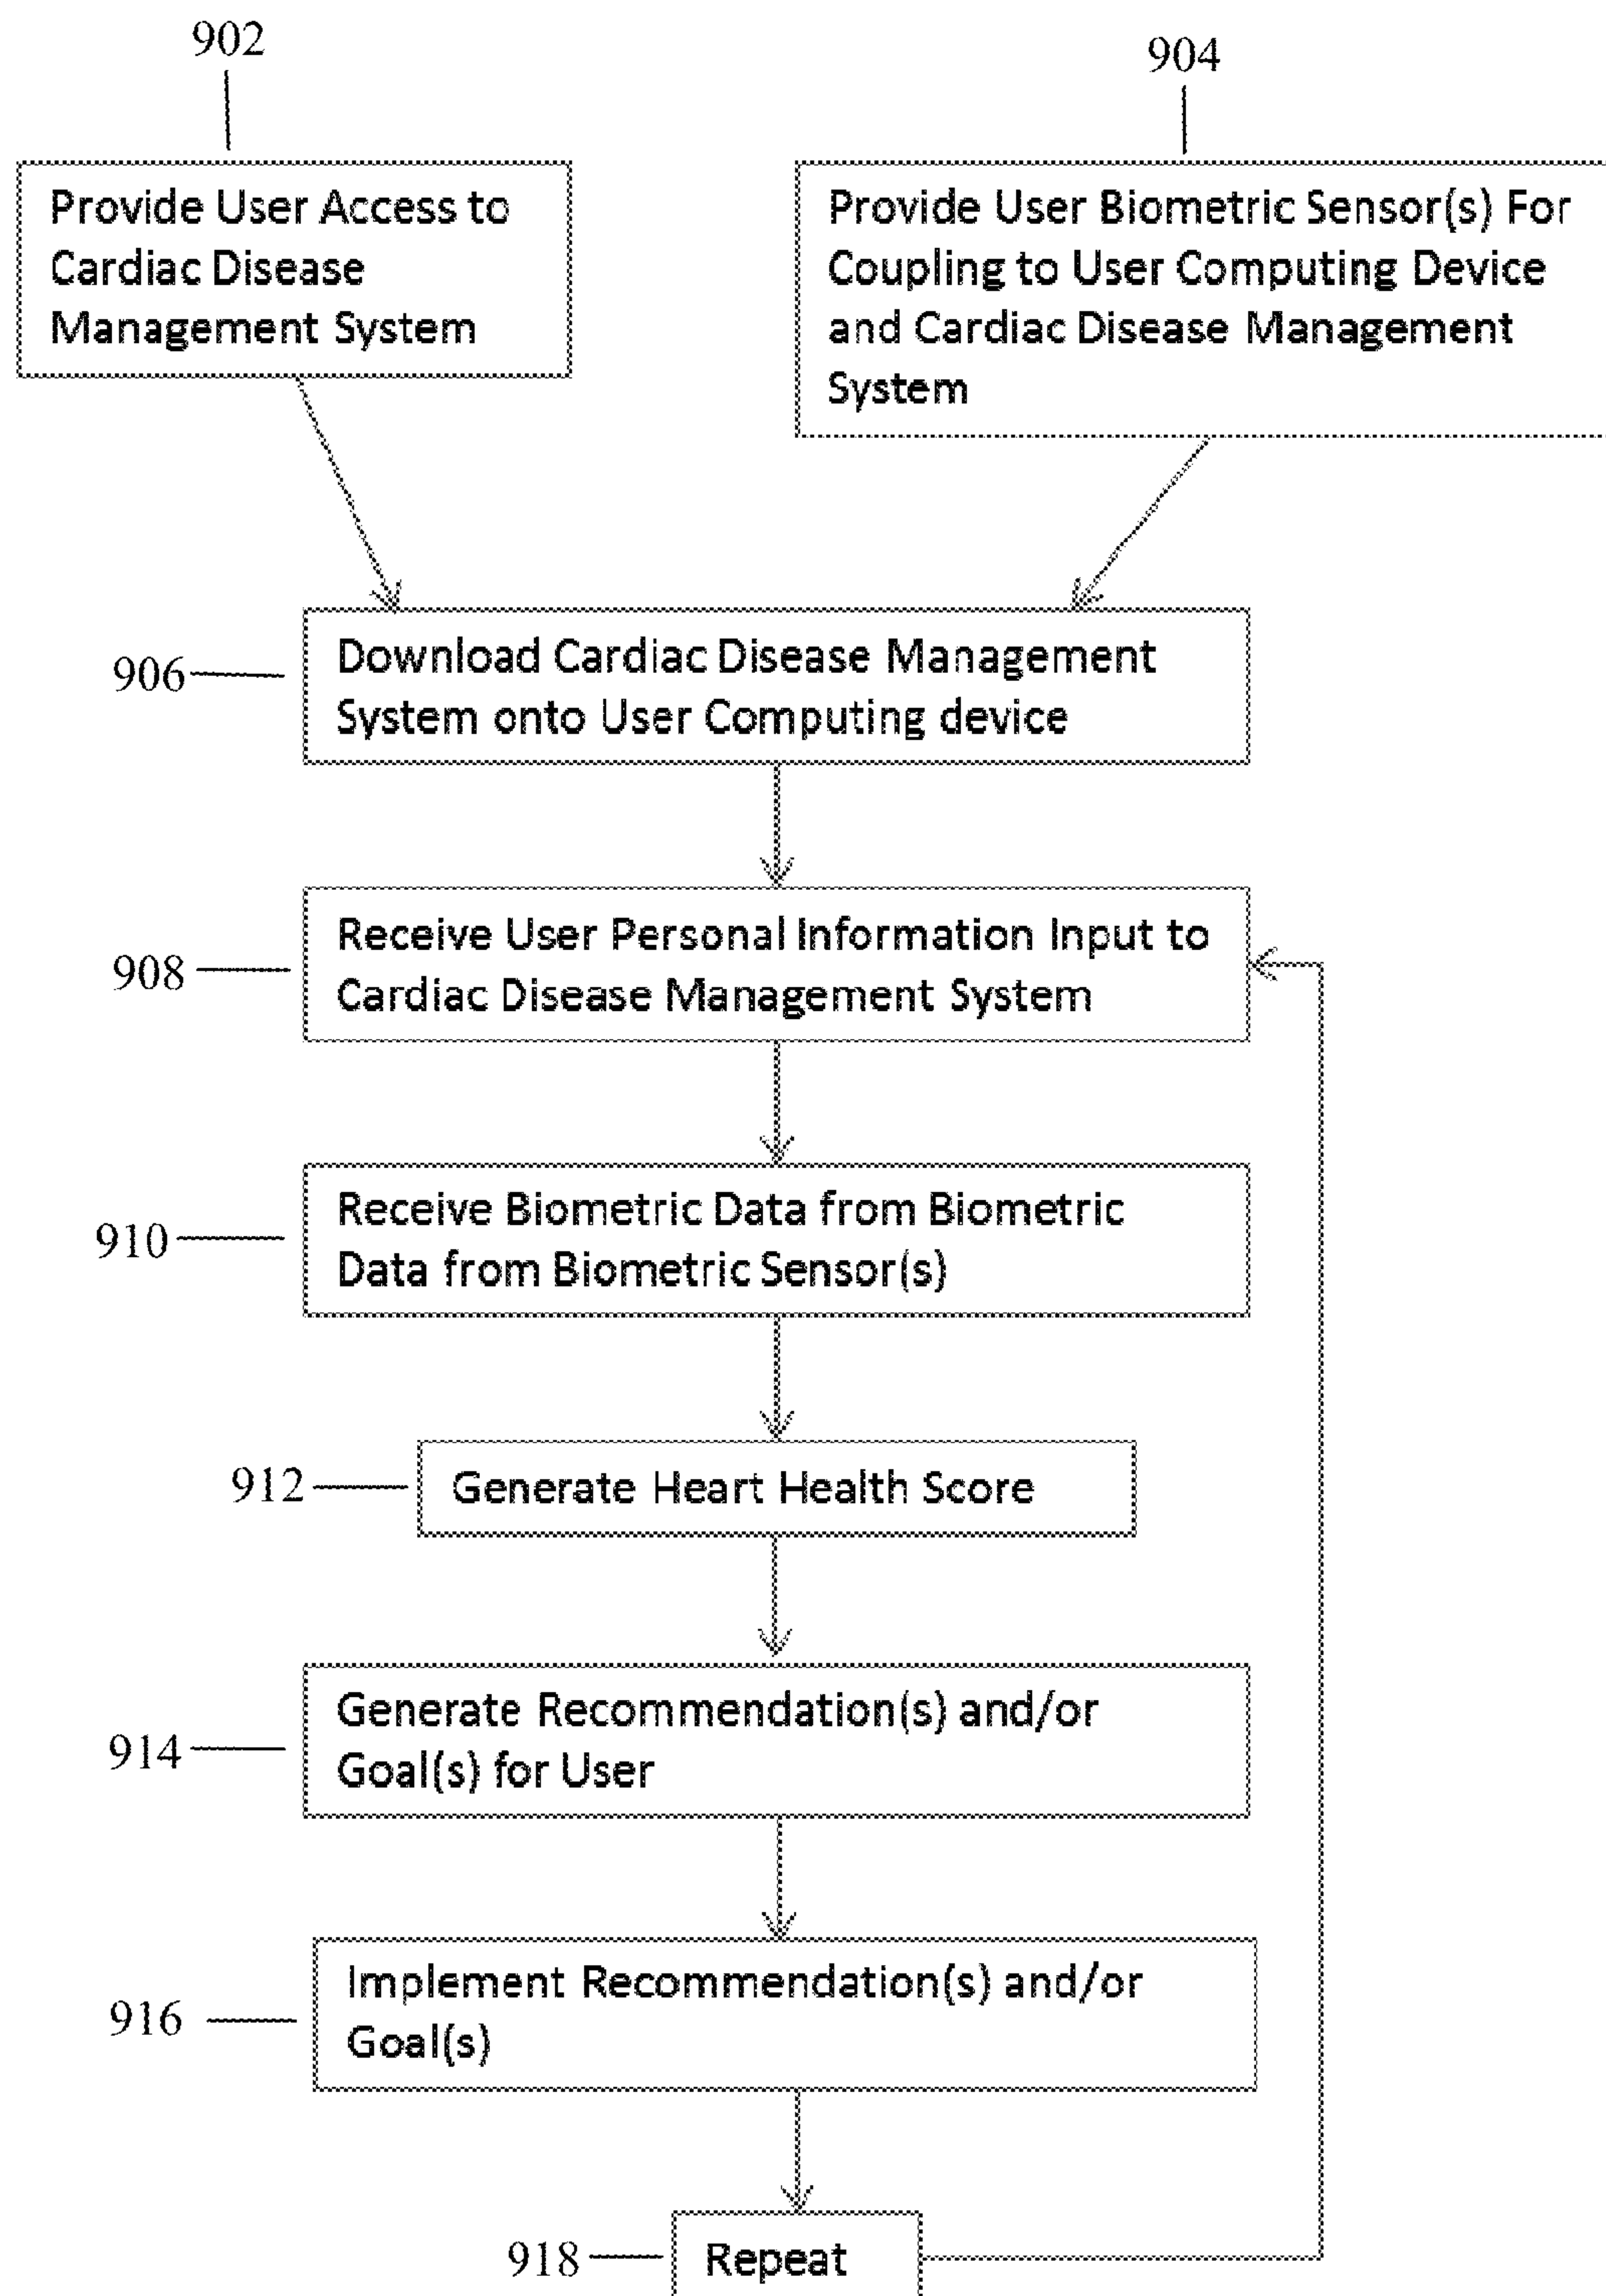 902
904
Provide User Access to
Cardiac Disease
Management System
Provide User Biometric Sensor(s) For
Coupling to User Computing Device
and Cardiac Disease Management
System
906
Download Cardiac Disease Management
System onto User Computing device
908
Receive User Personal Information Input to
Cardiac Disease Management System
910
Receive Biometric Data from Biometric
Data from Biometric Sensor(s)
912
Generate Heart Health Score
914
Generate Recommendation(s) and/or
Goal(s) for User
916
Implement Recommendation(s) and/or
Goal(s)
918
Repeat